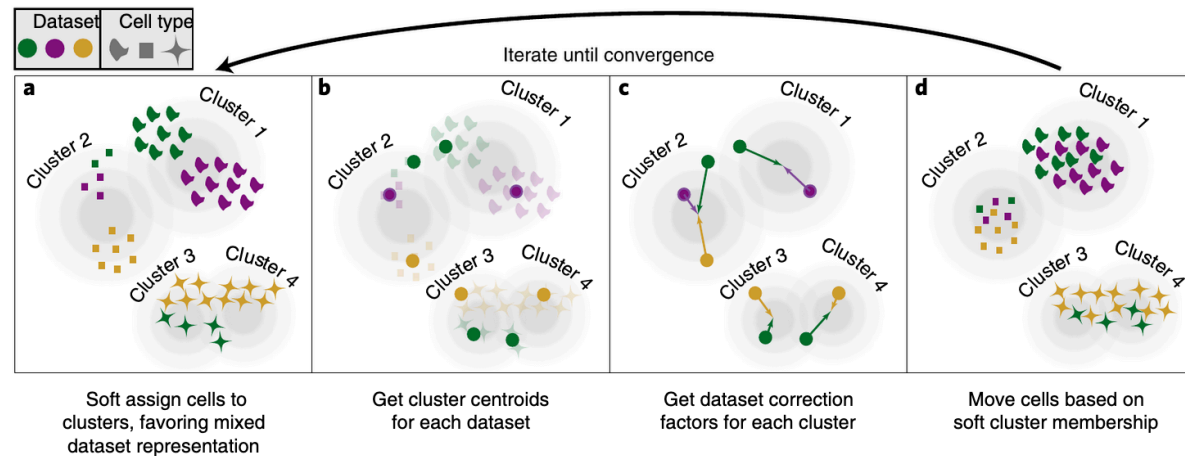 Dataset
Cell type
Iterate until convergence
a
Cluster 1
Cluster 2
Cluster 3
Cluster 4
b
Cluster 1
Cluster 2
Cluster 3
Cluster 4
c
Cluster 1
Cluster 2
Cluster 3
Cluster 4
d
Cluster 1
Cluster 2
Cluster 3
Cluster 4
Soft assign cells to
clusters, favoring mixed
dataset representation
Get cluster centroids
for each dataset
Get dataset correction
factors for each cluster
Move cells based on
soft cluster membership